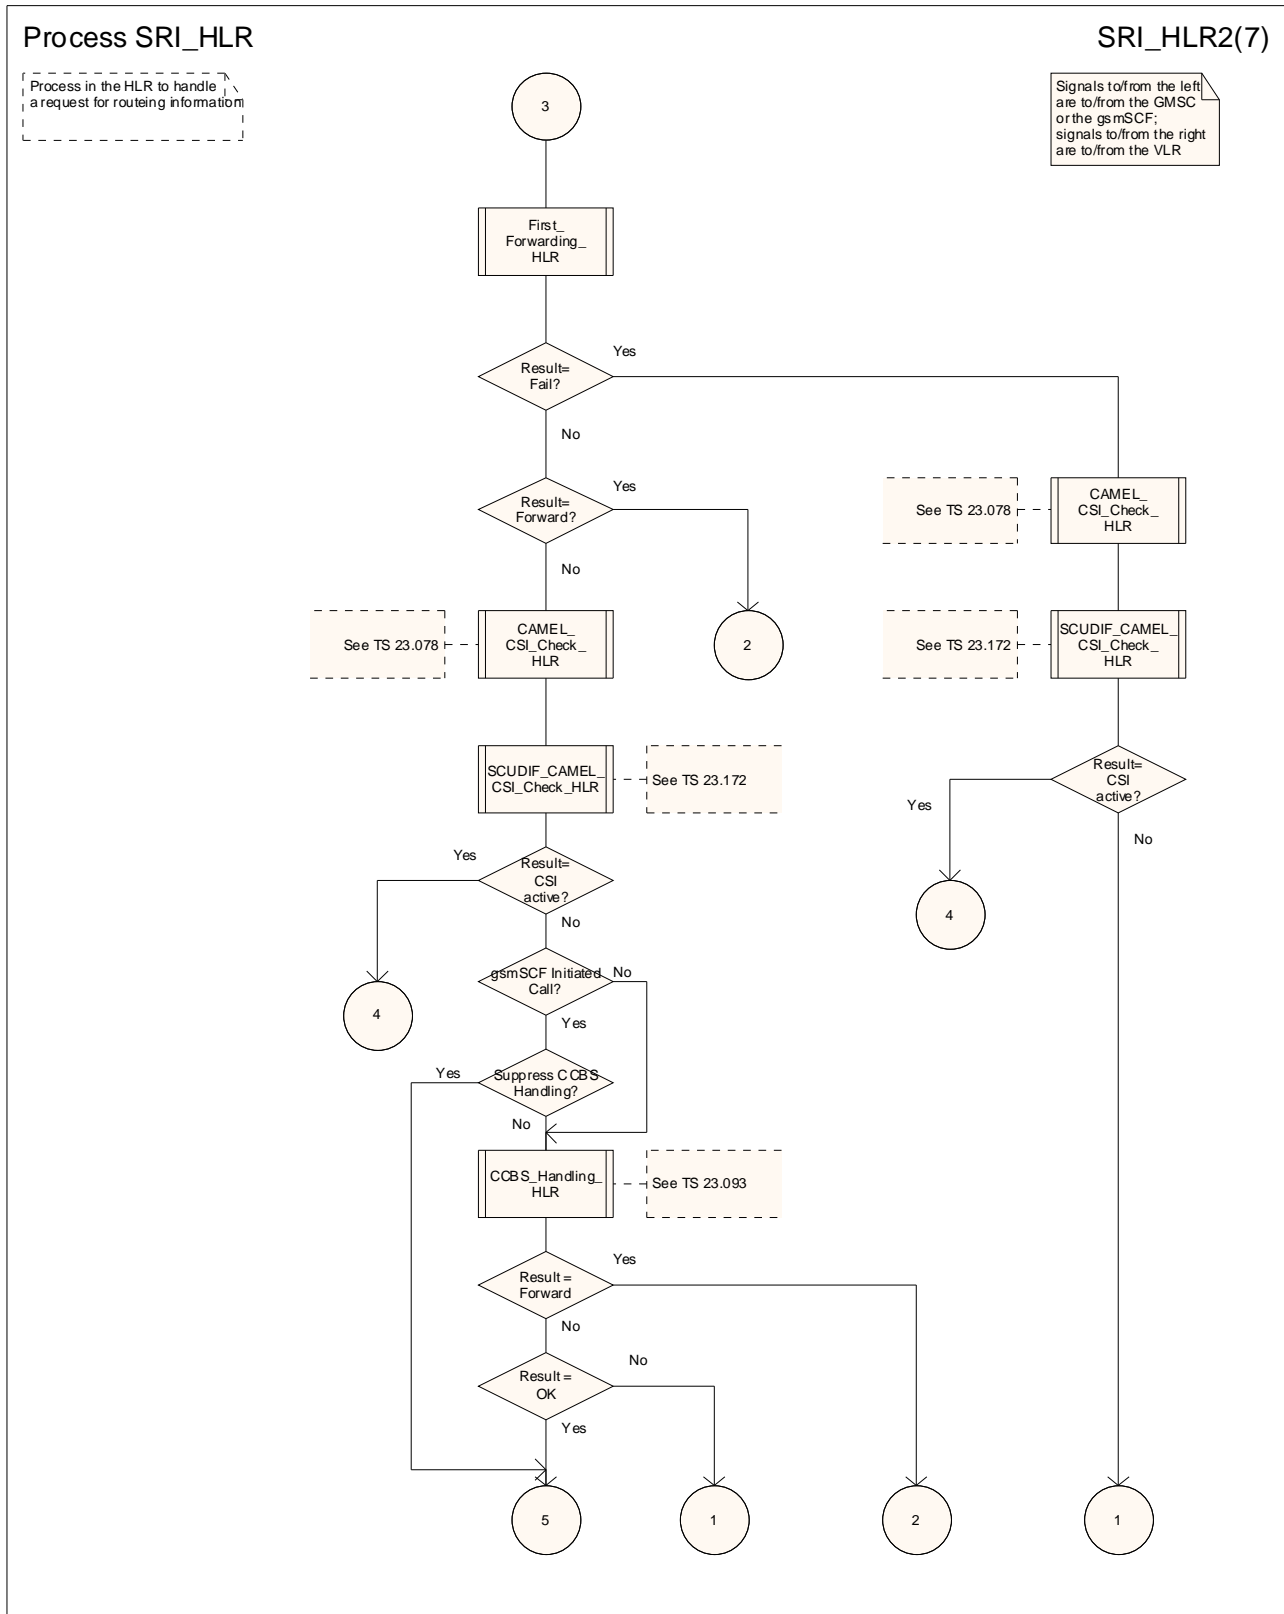 Process SRI_HLR
SRI_HLR2(7)
Process in the HLR to handle
a request for routeing information
Signals to/from the left
are to/from the GMSC
or the gsmSCF;
signals to/from the right
are to/from the VLR
3
First_
Forwarding_
HLR
Result=
Fail?
Yes
No
Result=
Forward?
Yes
No
2
See TS 23.078
CAMEL_
CSI_Check_
HLR
See TS 23.078
CAMEL_
CSI_Check_
HLR
See TS 23.172
SCUDIF_CAMEL_
CSI_Check_
HLR
SCUDIF_CAMEL_
CSI_Check_HLR
See TS 23.172
Result=
CSI
active?
Yes
No
4
Result=
CSI
active?
Yes
No
4
gsmSCF Initiated
Call?
No
Yes
Suppress CCBS
Handling?
Yes
No
CCBS_Handling_
HLR
See TS 23.093
Result=
Forward
Yes
No
Result=
OK
No
Yes
5
1
2
1